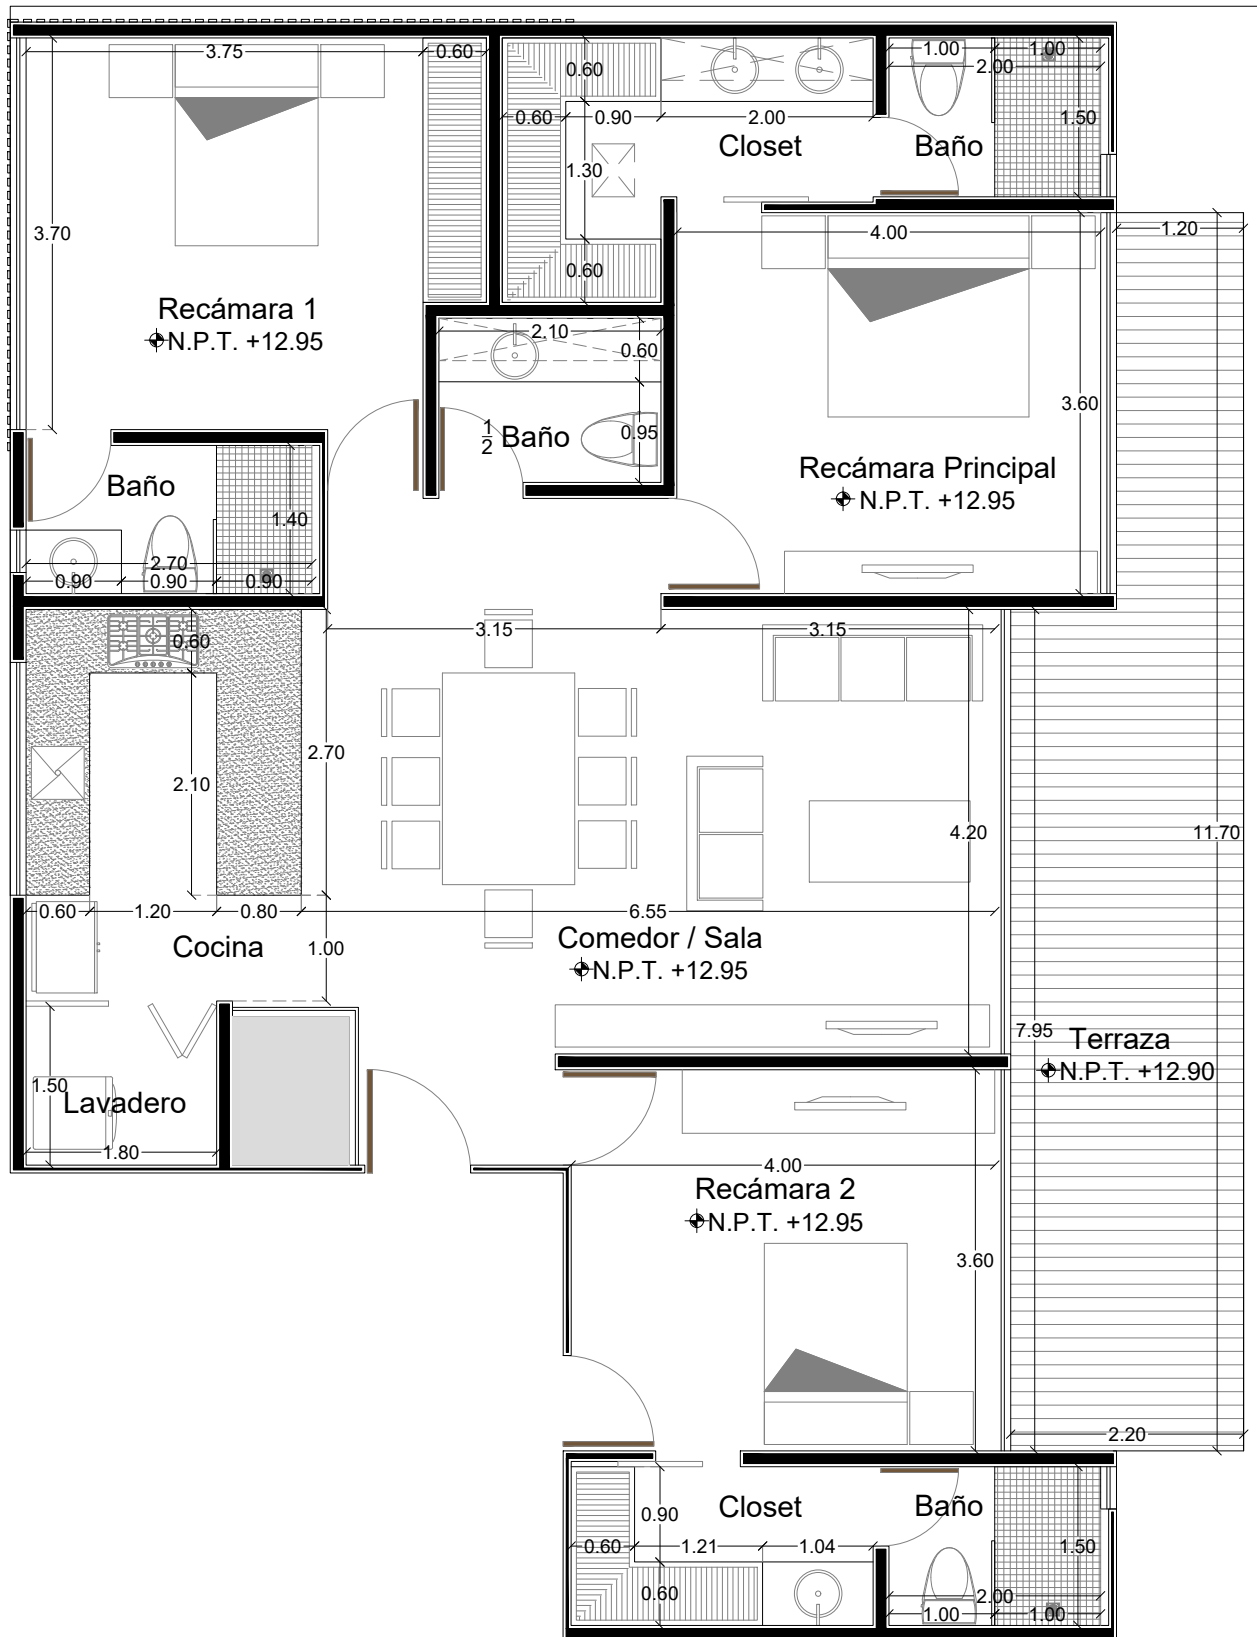 3.75
0.60
0.60
1.00
1.00
2.00
0.60
0.90
2.00
1.50
Closet
Baño
1.30
3.70
4.00
1.20
0.60
Recámara 1
N.P.T. +12.95
2.10
0.60
3.60
1/2 Baño
0.95
Recámara Principal
N.P.T. +12.95
Baño
1.40
2.70
0.90
0.90
0.90
0.60
3.15
3.15
2.70
2.10
4.20
11.70
0.60
1.20
0.80
6.55
Cocina
1.00
Comedor / Sala
N.P.T. +12.95
7.95
Terraza
N.P.T. +12.90
1.50
Lavadero
1.80
4.00
Recámara 2
N.P.T. +12.95
3.60
2.20
Closet
Baño
0.90
0.60
1.21
1.04
1.50
0.60
2.00
1.00
1.00